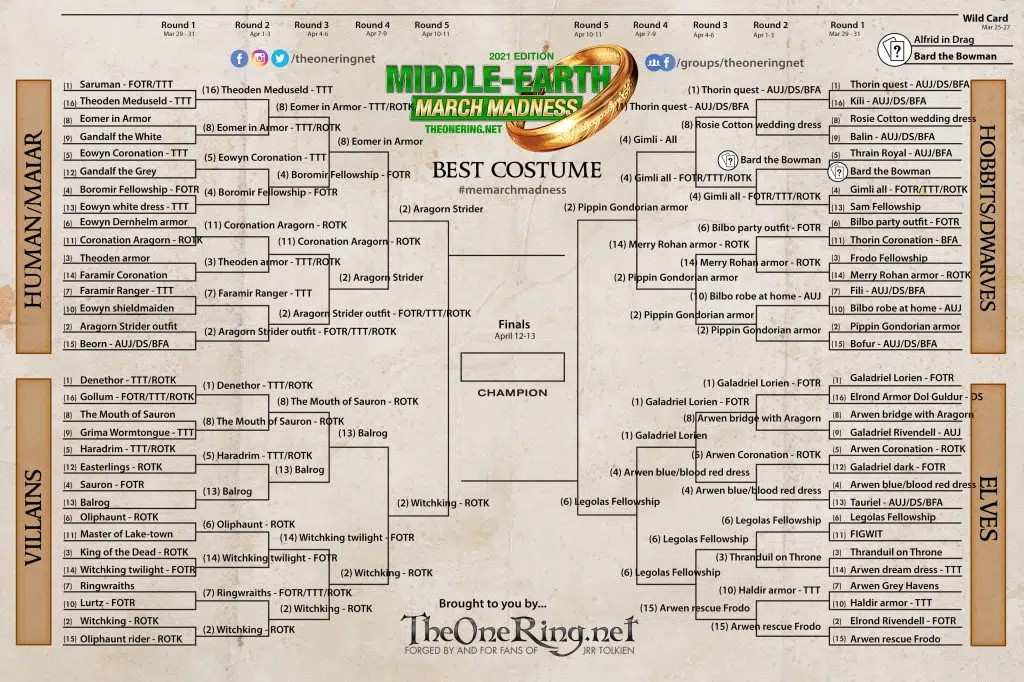 Round 1
Mar 29 - 31
Round 2
Apr 1-3
Round 3
Apr 4-6
Round 4
Apr 7-9
Round 5
Apr 10-11
Round 5
Apr 10-11
Round 4
Apr 7-9
Round 3
Apr 4-6
Round 2
Apr 1-3
Round 1
Mar 29 - 31
Wild Card
Mar 25-27
Alfrid in Drag
Bard the Bowman
/theoneringnet
/groups/theoneringnet
2021 EDITION
MIDDLE-EARTH
MARCH MADNESS
THEONERING.NET
BEST COSTUME
#memarchmadness
HUMAN/MAIAR
(1) Saruman - FOTR/TTT
(16) Theoden Meduseld - TTT
(8) Eomer in Armor
(9) Gandalf the White
(5) Eowyn Coronation - TTT
(12) Gandalf the Grey
(4) Boromir Fellowship - FOTR
(13) Eowyn white dress - TTT
(6) Eowyn Dernhelm armor
(11) Coronation Aragorn - ROTK
(3) Theoden armor
(14) Faramir Coronation
(7) Faramir Ranger - TTT
(10) Eowyn shieldmaiden
(2) Aragorn Strider outfit
(15) Beorn - AUJ/DS/BFA
(16) Theoden Meduseld - TTT
(8) Eomer in Armor - TTT/ROTK
(5) Eowyn Coronation - TTT
(4) Boromir Fellowship - FOTR
(11) Coronation Aragorn - ROTK
(3) Theoden armor - TTT/ROTK
(7) Faramir Ranger - TTT
(2) Aragorn Strider outfit - FOTR/TTT/ROTK
(8) Eomer in Armor - TTT/ROTK
(4) Boromir Fellowship - FOTR
(11) Coronation Aragorn - ROTK
(2) Aragorn Strider outfit - FOTR/TTT/ROTK
(8) Eomer in Armor
(2) Aragorn Strider
(2) Aragorn Strider
VILLAINS
(1) Denethor - TTT/ROTK
(16) Gollum - FOTR/TTT/ROTK
(8) The Mouth of Sauron
(9) Grima Wormtongue - TTT
(5) Haradrim - TTT/ROTK
(12) Easterlings - ROTK
(4) Sauron - FOTR
(13) Balrog
(6) Oliphaunt - ROTK
(11) Master of Lake-town
(3) King of the Dead - ROTK
(14) Witchking twilight - FOTR
(7) Ringwraiths
(10) Lurtz - FOTR
(2) Witchking - ROTK
(15) Oliphaunt rider - ROTK
(1) Denethor - TTT/ROTK
(8) The Mouth of Sauron - ROTK
(5) Haradrim - TTT/ROTK
(13) Balrog
(6) Oliphaunt - ROTK
(14) Witchking twilight - FOTR
(7) Ringwraiths - FOTR/TTT/ROTK
(2) Witchking - ROTK
(8) The Mouth of Sauron - ROTK
(13) Balrog
(14) Witchking twilight - FOTR
(2) Witchking - ROTK
(13) Balrog
(2) Witchking - ROTK
(2) Witchking - ROTK
Finals
April 12-13
CHAMPION
HOBBITS/DWARVES
(1) Thorin quest - AUJ/DS/BFA
(16) Kili - AUJ/DS/BFA
(8) Rosie Cotton wedding dress
(9) Balin - AUJ/DS/BFA
(5) Thrain Royal - AUJ/BFA
Bard the Bowman
(4) Gimli all - FOTR/TTT/ROTK
(13) Sam Fellowship
(6) Bilbo party outfit - FOTR
(11) Thorin Coronation - BFA
(3) Frodo Fellowship
(14) Merry Rohan armor - ROTK
(7) Fili - AUJ/DS/BFA
(10) Bilbo robe at home - AUJ
(2) Pippin Gondorian armor
(15) Bofur - AUJ/DS/BFA
(1) Thorin quest - AUJ/DS/BFA
(8) Rosie Cotton wedding dress
Bard the Bowman
(4) Gimli all - FOTR/TTT/ROTK
(6) Bilbo party outfit - FOTR
(14) Merry Rohan armor - ROTK
(10) Bilbo robe at home - AUJ
(2) Pippin Gondorian armor
(1) Thorin quest - AUJ/DS/BFA
(4) Gimli all - FOTR/TTT/ROTK
(14) Merry Rohan armor - ROTK
(2) Pippin Gondorian armor
(4) Gimli - All
(2) Pippin Gondorian armor
(2) Pippin Gondorian armor
ELVES
(1) Galadriel Lorien - FOTR
(16) Elrond Armor Dol Guldur - DS
(8) Arwen bridge with Aragorn
(9) Galadriel Rivendell - AUJ
(5) Arwen Coronation - ROTK
(12) Galadriel dark - FOTR
(4) Arwen blue/blood red dress
(13) Tauriel - AUJ/DS/BFA
(6) Legolas Fellowship
(11) FIGWIT
(3) Thranduil on Throne
(14) Arwen dream dress - TTT
(7) Arwen Grey Havens
(10) Haldir armor - TTT
(2) Elrond Rivendell - FOTR
(15) Arwen rescue Frodo
(1) Galadriel Lorien - FOTR
(8) Arwen bridge with Aragorn
(5) Arwen Coronation - ROTK
(4) Arwen blue/blood red dress
(6) Legolas Fellowship
(3) Thranduil on Throne
(10) Haldir armor - TTT
(15) Arwen rescue Frodo
(1) Galadriel Lorien - FOTR
(4) Arwen blue/blood red dress
(6) Legolas Fellowship
(15) Arwen rescue Frodo
(1) Galadriel Lorien
(6) Legolas Fellowship
(6) Legolas Fellowship
Brought to you by...
TheOneRing.net
FORGED BY AND FOR FANS OF JRR TOLKIEN